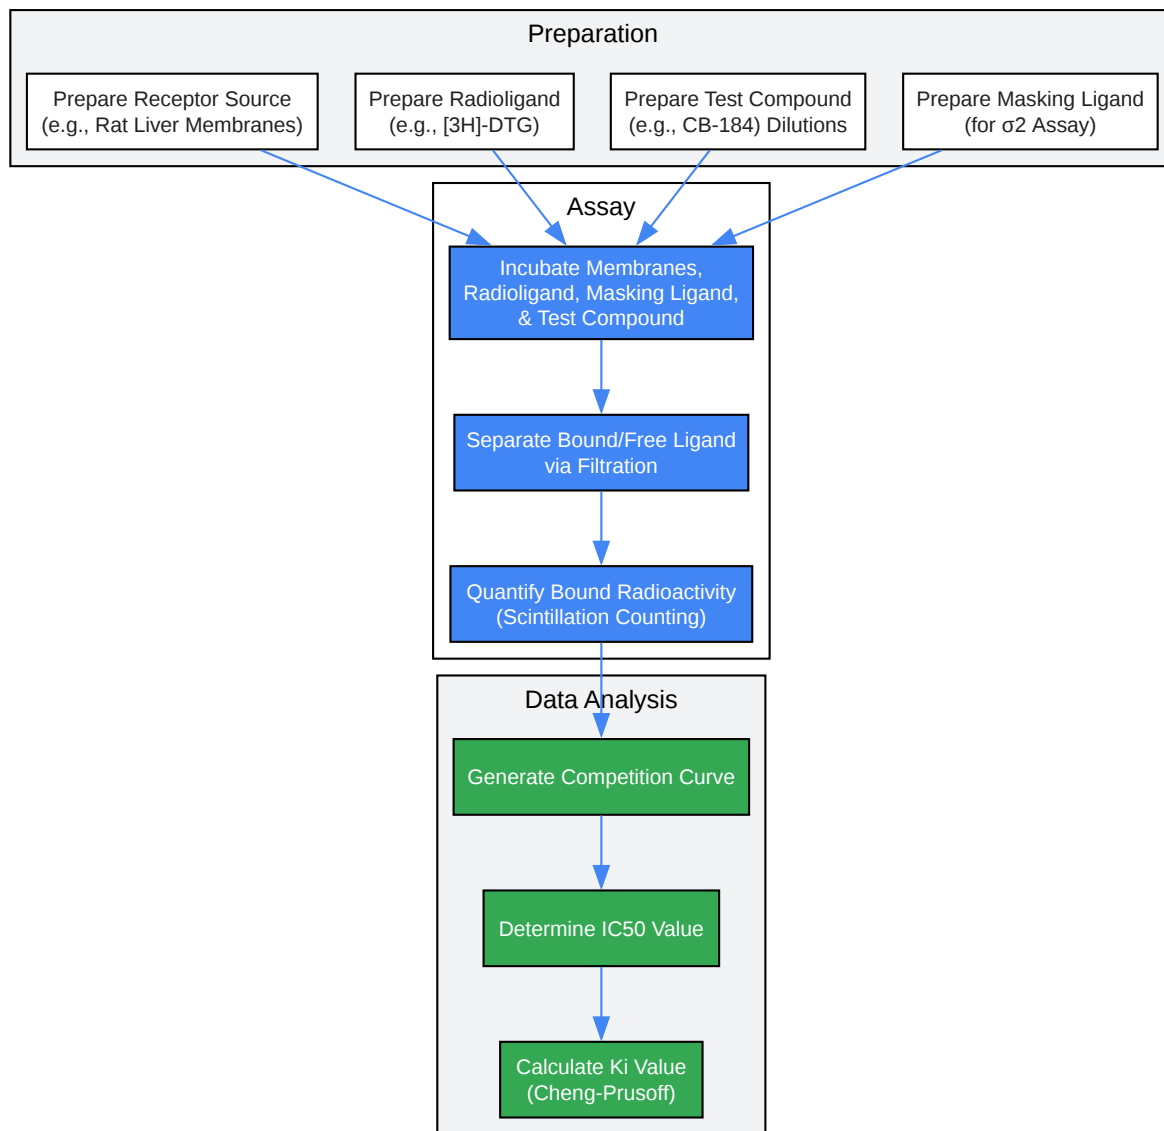 Preparation
Prepare Receptor Source
(e.g., Rat Liver Membranes)
Prepare Radioligand
(e.g., [3H]-DTG)
Prepare Test Compound
(e.g., CB-184) Dilutions
Prepare Masking Ligand
(for σ2 Assay)
Assay
Incubate Membranes,
Radioligand, Masking Ligand,
& Test Compound
Separate Bound/Free Ligand
via Filtration
Quantify Bound Radioactivity
(Scintillation Counting)
Data Analysis
Generate Competition Curve
Determine IC50 Value
Calculate Ki Value
(Cheng-Prusoff)